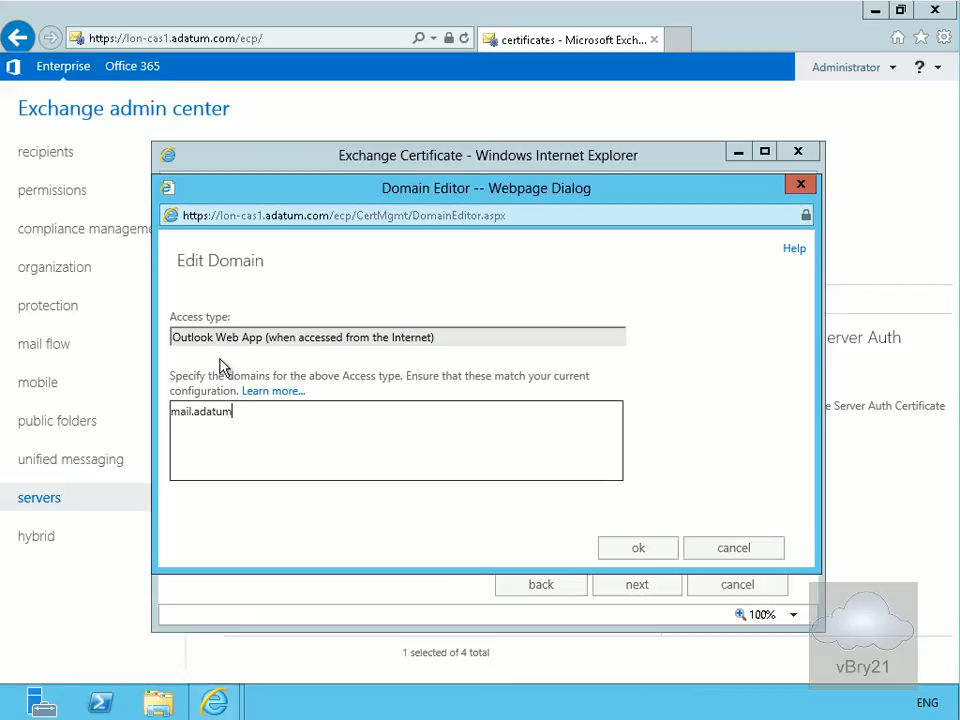 https://lon-cas1.adatum.com/ecp/
certificates - Microsoft Exch...
Enterprise
Office 365
Administrator
?
Exchange admin center
recipients
permissions
compliance manageme
organization
protection
mail flow
mobile
public folders
unified messaging
servers
hybrid
Exchange Certificate - Windows Internet Explorer
Domain Editor -- Webpage Dialog
https://lon-cas1.adatum.com/ecp/CertMgmt/DomainEditor.aspx
Help
Edit Domain
Access type:
Outlook Web App (when accessed from the Internet)
Specify the domains for the above Access type. Ensure that these match your current
configuration. Learn more...
mail.adatum
ok
cancel
back
next
cancel
100%
erver Auth
e Server Auth Certificate
1 selected of 4 total
vBry21
ENG